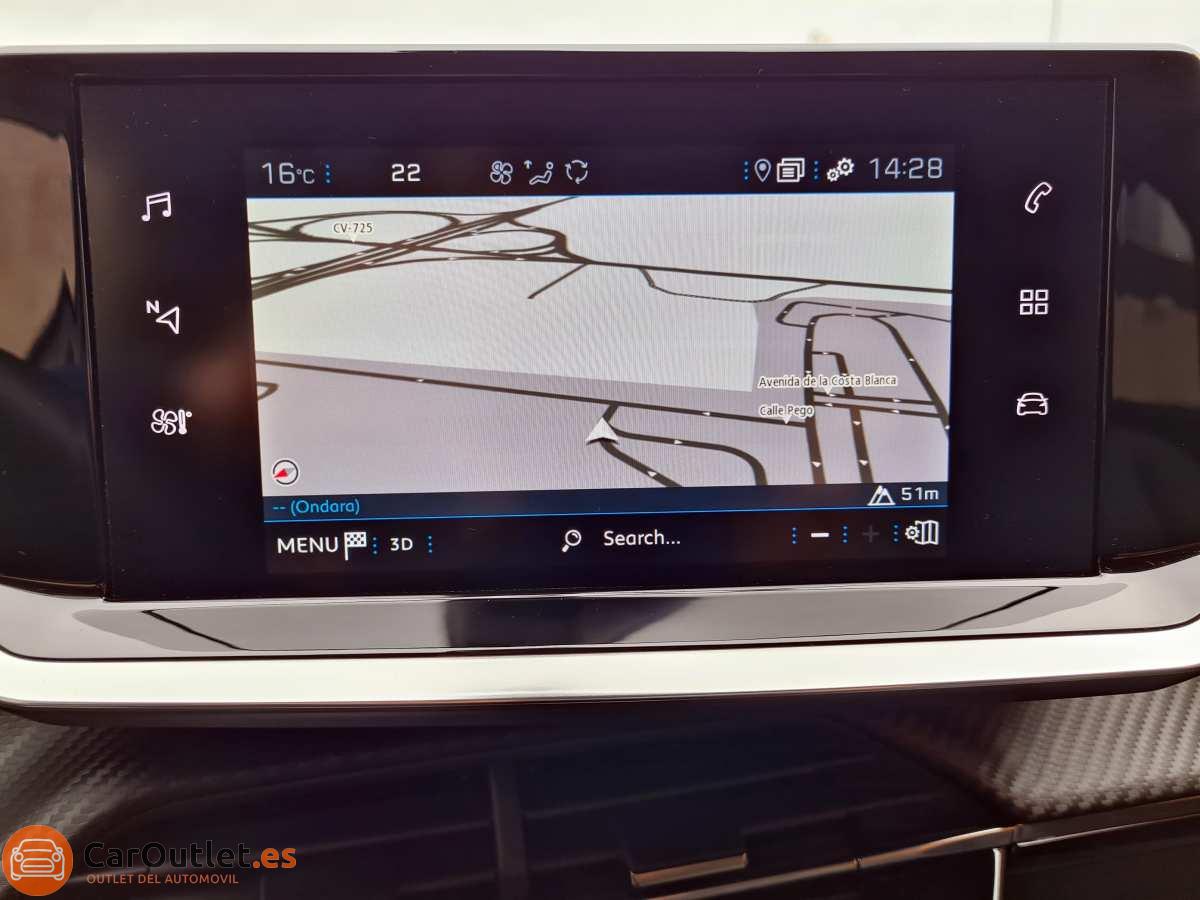 16°C 22 14:28
CV-725
N
Avenida de la Costa Blanca
Calle Pego
-- (Ondara) 51m
MENU 3D Search...
CarOutlet.es
OUTLET DEL AUTOMOVIL